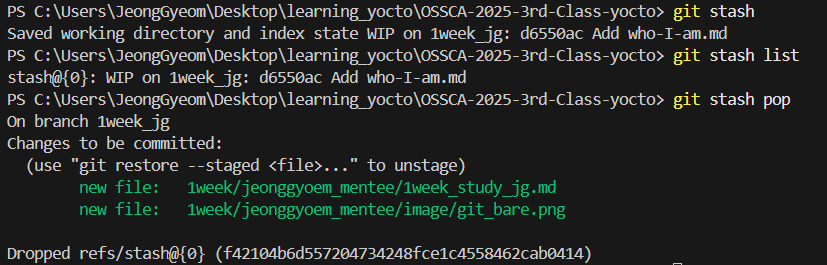 PS C:\Users\JeongGyeom\Desktop\learning_yocto\OSSCA-2025-3rd-Class-yocto> git stash
Saved working directory and index state WIP on 1week_jg: d6550ac Add who-I-am.md
PS C:\Users\JeongGyeom\Desktop\learning_yocto\OSSCA-2025-3rd-Class-yocto> git stash list
stash@{0}: WIP on 1week_jg: d6550ac Add who-I-am.md
PS C:\Users\JeongGyeom\Desktop\learning_yocto\OSSCA-2025-3rd-Class-yocto> git stash pop
On branch 1week_jg
Changes to be committed:
  (use "git restore --staged <file>..." to unstage)
        new file:   1week/jeonggyoem_mentee/1week_study_jg.md
        new file:   1week/jeonggyoem_mentee/image/git_bare.png
Dropped refs/stash@{0} (f42104b6d557204734248fce1c4558462cab0414)